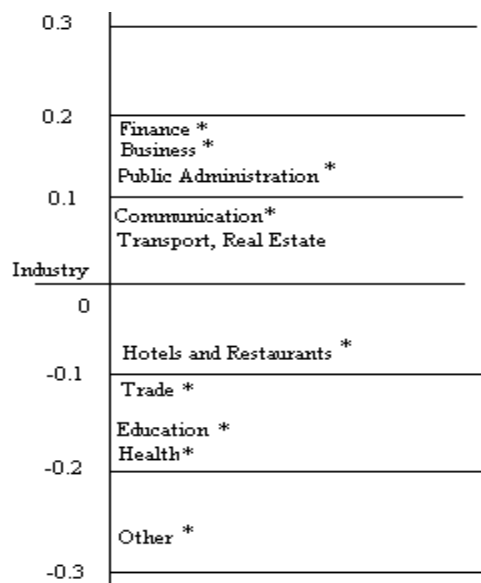 0.3
0.2
Finance *
Business *
Public Administration *
0.1
Communication*
Transport, Real Estate
Industry
0
Hotels and Restaurants *
-0.1
Trade *
Education *
Health*
-0.2
Other *
-0.3